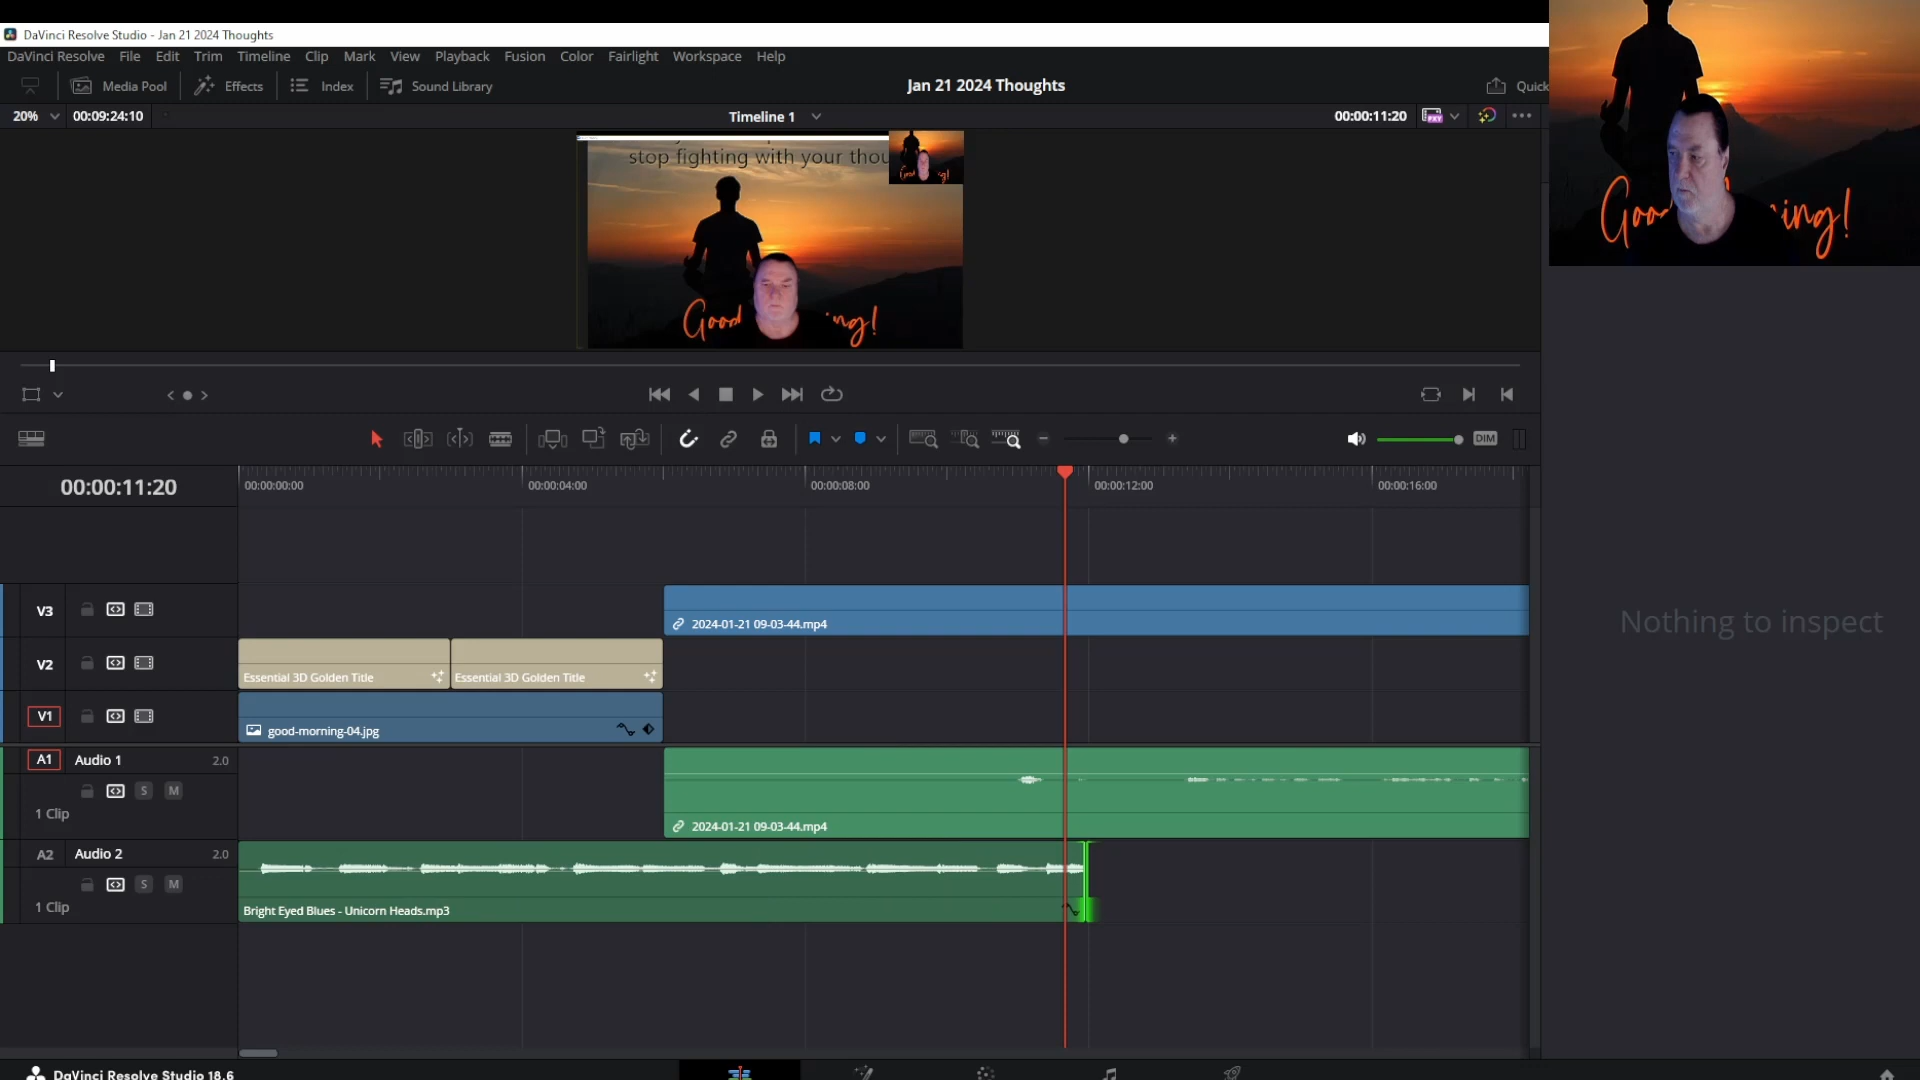 DaVinci Resolve Studio - Jan 21 2024 Thoughts
DaVinci Resolve File Edit Trim Timeline Clip Mark View Playback Fusion Color Fairlight Workspace Help
Media Pool Effects Index Sound Library Jan 21 2024 Thoughts Quick
20% 00:09:24:10 Timeline 1 00:00:11:20
stop fighting with your thou
Good ing!
Good ing!
Good ing!
DIM
00:00:11:20 00:00:00:00 00:00:04:00 00:00:08:00 00:00:12:00 00:00:16:00
V3 2024-01-21 09-03-44.mp4
Nothing to inspect
V2 Essential 3D Golden Title Essential 3D Golden Title
V1 good-morning-04.jpg
A1 Audio 1 2.0
S M
1 Clip
2024-01-21 09-03-44.mp4
A2 Audio 2 2.0
S M
1 Clip
Bright Eyed Blues - Unicorn Heads.mp3
DaVinci Resolve Studio 18.6